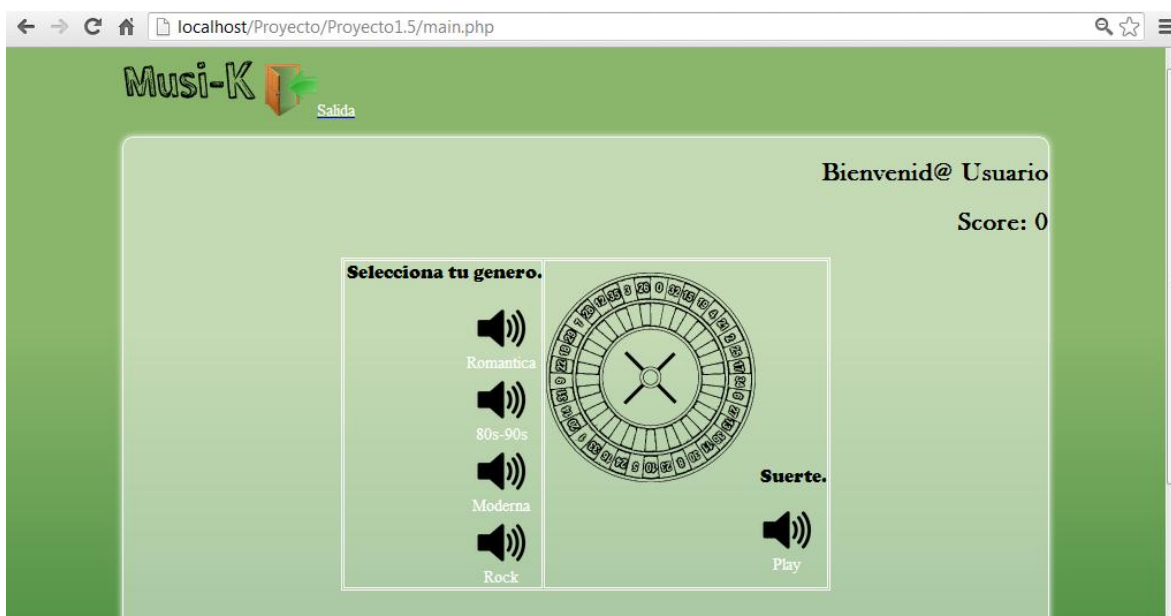 localhost/Proyecto/Proyecto1.5/main.php
Musi-K
Salida
Bienvenid@ Usuario
Score: 0
Selecciona tu genero.
Romantica
80s-90s
Moderna
Rock
Suerte.
Play